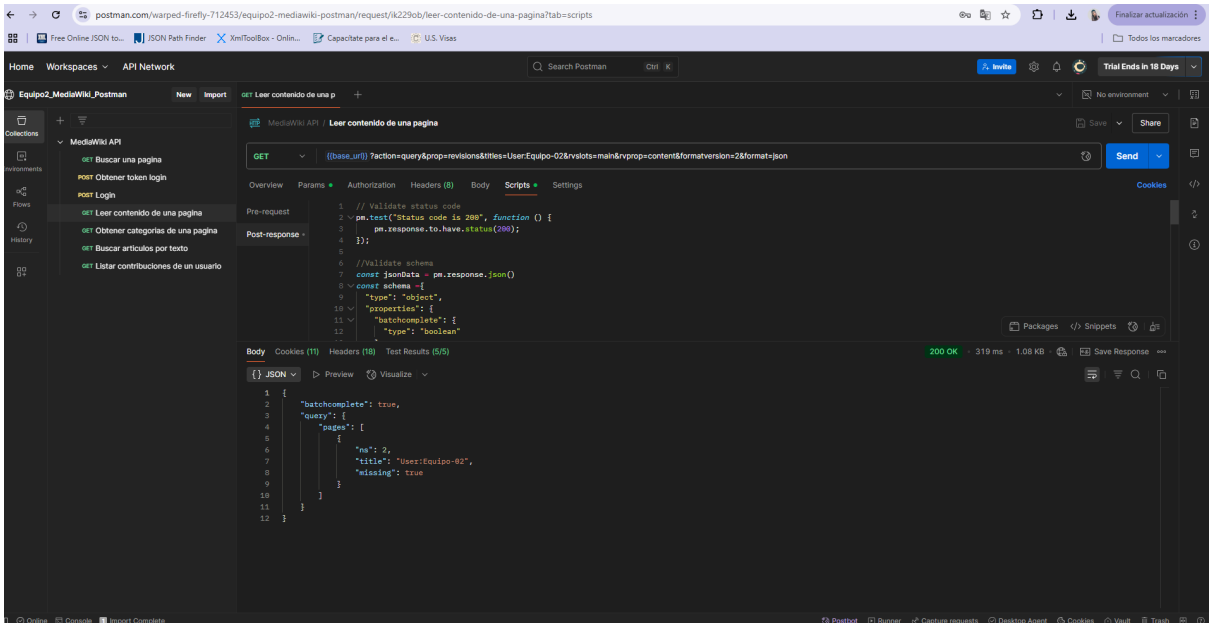 postman.com/warped-firefly-712453/equipo2-mediawiki-postman/request/ik229ob/leer-contenido-de-una-pagina?tab=scripts
Finalizar actualización
Free Online JSON to...
JSON Path Finder
XmlToolBox - Onlin...
Capacítate para el e...
U.S. Visas
Todos los marcadores
Home
Workspaces
API Network
Search Postman
Ctrl K
Invite
Trial Ends in 18 Days
Equipo2_MediaWiki_Postman
New
Import
GET Leer contenido de una p
No environment
Collections
MediaWiki API
GET Buscar una pagina
POST Obtener token login
POST Login
GET Leer contenido de una pagina
GET Obtener categorias de una pagina
GET Buscar articulos por texto
GET Listar contribuciones de un usuario
Environments
Flows
History
MediaWiki API / Leer contenido de una pagina
Save
Share
GET
{{base_url}} ?action=query&prop=revisions&titles=User:Equipo-02&rvslots=main&rvprop=content&formatversion=2&format=json
Send
Overview
Params
Authorization
Headers (8)
Body
Scripts
Settings
Cookies
Pre-request
Post-response
1 // Validate status code
2 pm.test("Status code is 200", function () {
3 pm.response.to.have.status(200);
4 });
5
6 //Validate schema
7 const jsonData = pm.response.json()
8 const schema ={
9 "type": "object",
10 "properties": {
11 "batchcomplete": {
12 "type": "boolean"
Packages
</> Snippets
Body
Cookies (11)
Headers (18)
Test Results (5/5)
200 OK
319 ms
1.08 KB
Save Response
{} JSON
Preview
Visualize
1 {
2 "batchcomplete": true,
3 "query": {
4 "pages": [
5 {
6 "ns": 2,
7 "title": "User:Equipo-02",
8 "missing": true
9 }
10 ]
11 }
12 }
Online
Console
Import Complete
Postbot
Runner
Capture requests
Desktop Agent
Cookies
Vault
Trash